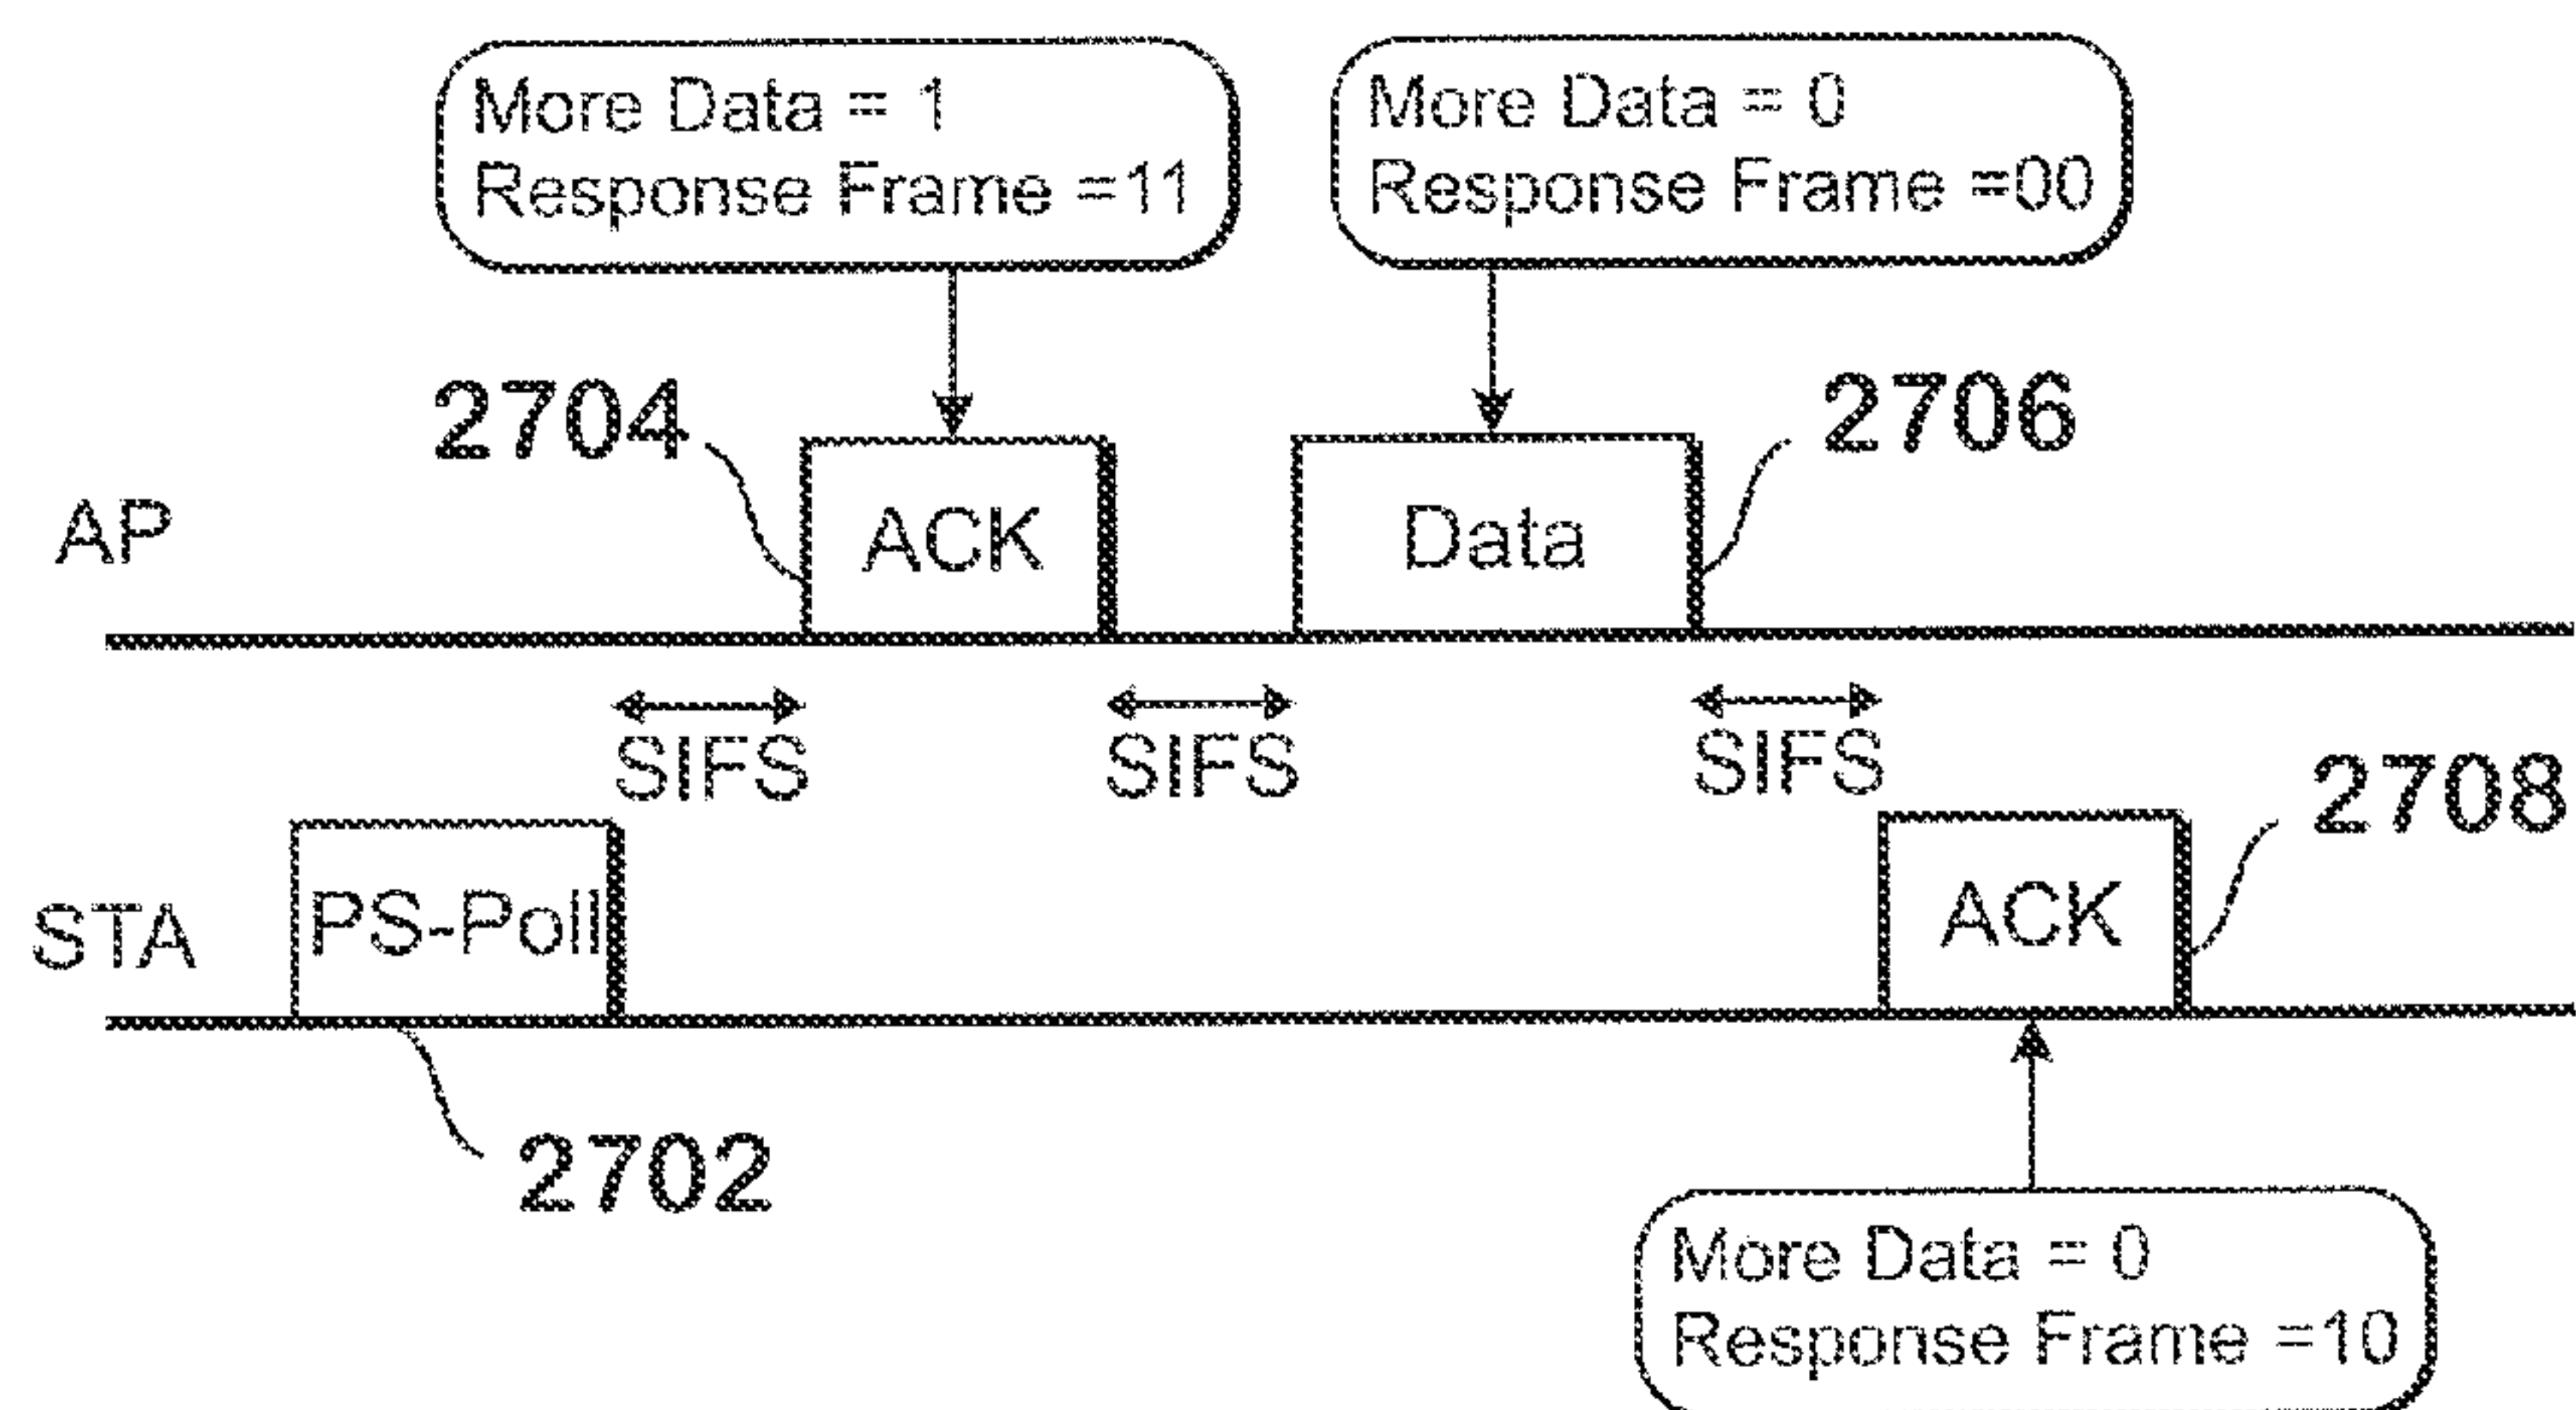 More Data = 1
Response Frame =11
More Data = 0
Response Frame =00
2704
2706
AP
ACK
Data
SIFS
SIFS
SIFS
2708
STA
PS-Poll
ACK
2702
More Data = 0
Response Frame =10